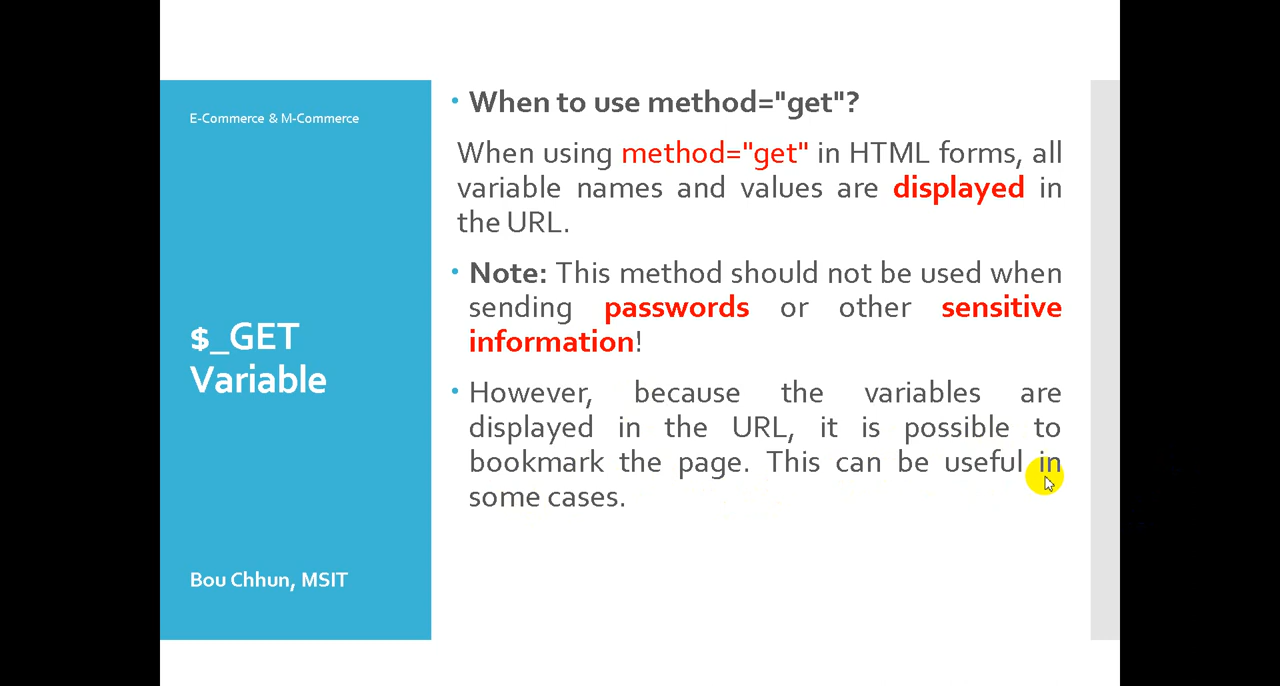 E-Commerce & M-Commerce
$_GET
Variable
Bou Chhun, MSIT
• When to use method="get"?
When using method="get" in HTML forms, all
variable names and values are displayed in
the URL.
• Note: This method should not be used when
sending passwords or other sensitive
information!
• However, because the variables are
displayed in the URL, it is possible to
bookmark the page. This can be useful in
some cases.